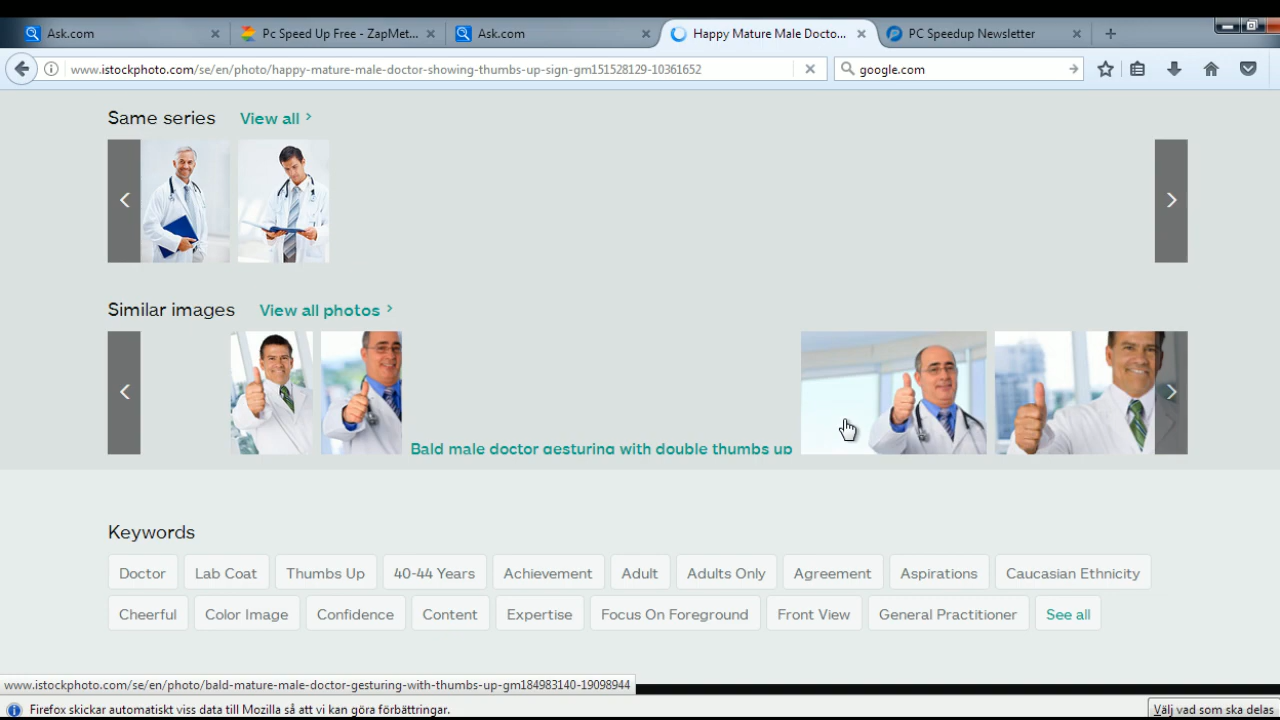 Ask.com
Pc Speed Up Free - ZapMet...
Ask.com
Happy Mature Male Docto...
PC Speedup Newsletter
www.istockphoto.com/se/en/photo/happy-mature-male-doctor-showing-thumbs-up-sign-gm151528129-10361652
google.com
Same series View all >
Similar images View all photos >
Bald male doctor gesturing with double thumbs up
Keywords
Doctor Lab Coat Thumbs Up 40-44 Years Achievement Adult Adults Only Agreement Aspirations Caucasian Ethnicity
Cheerful Color Image Confidence Content Expertise Focus On Foreground Front View General Practitioner See all
www.istockphoto.com/se/en/photo/bald-mature-male-doctor-gesturing-with-thumbs-up-gm184983140-19098944
Firefox skickar automatiskt viss data till Mozilla så att vi kan göra förbättringar.
Välj vad som ska delas